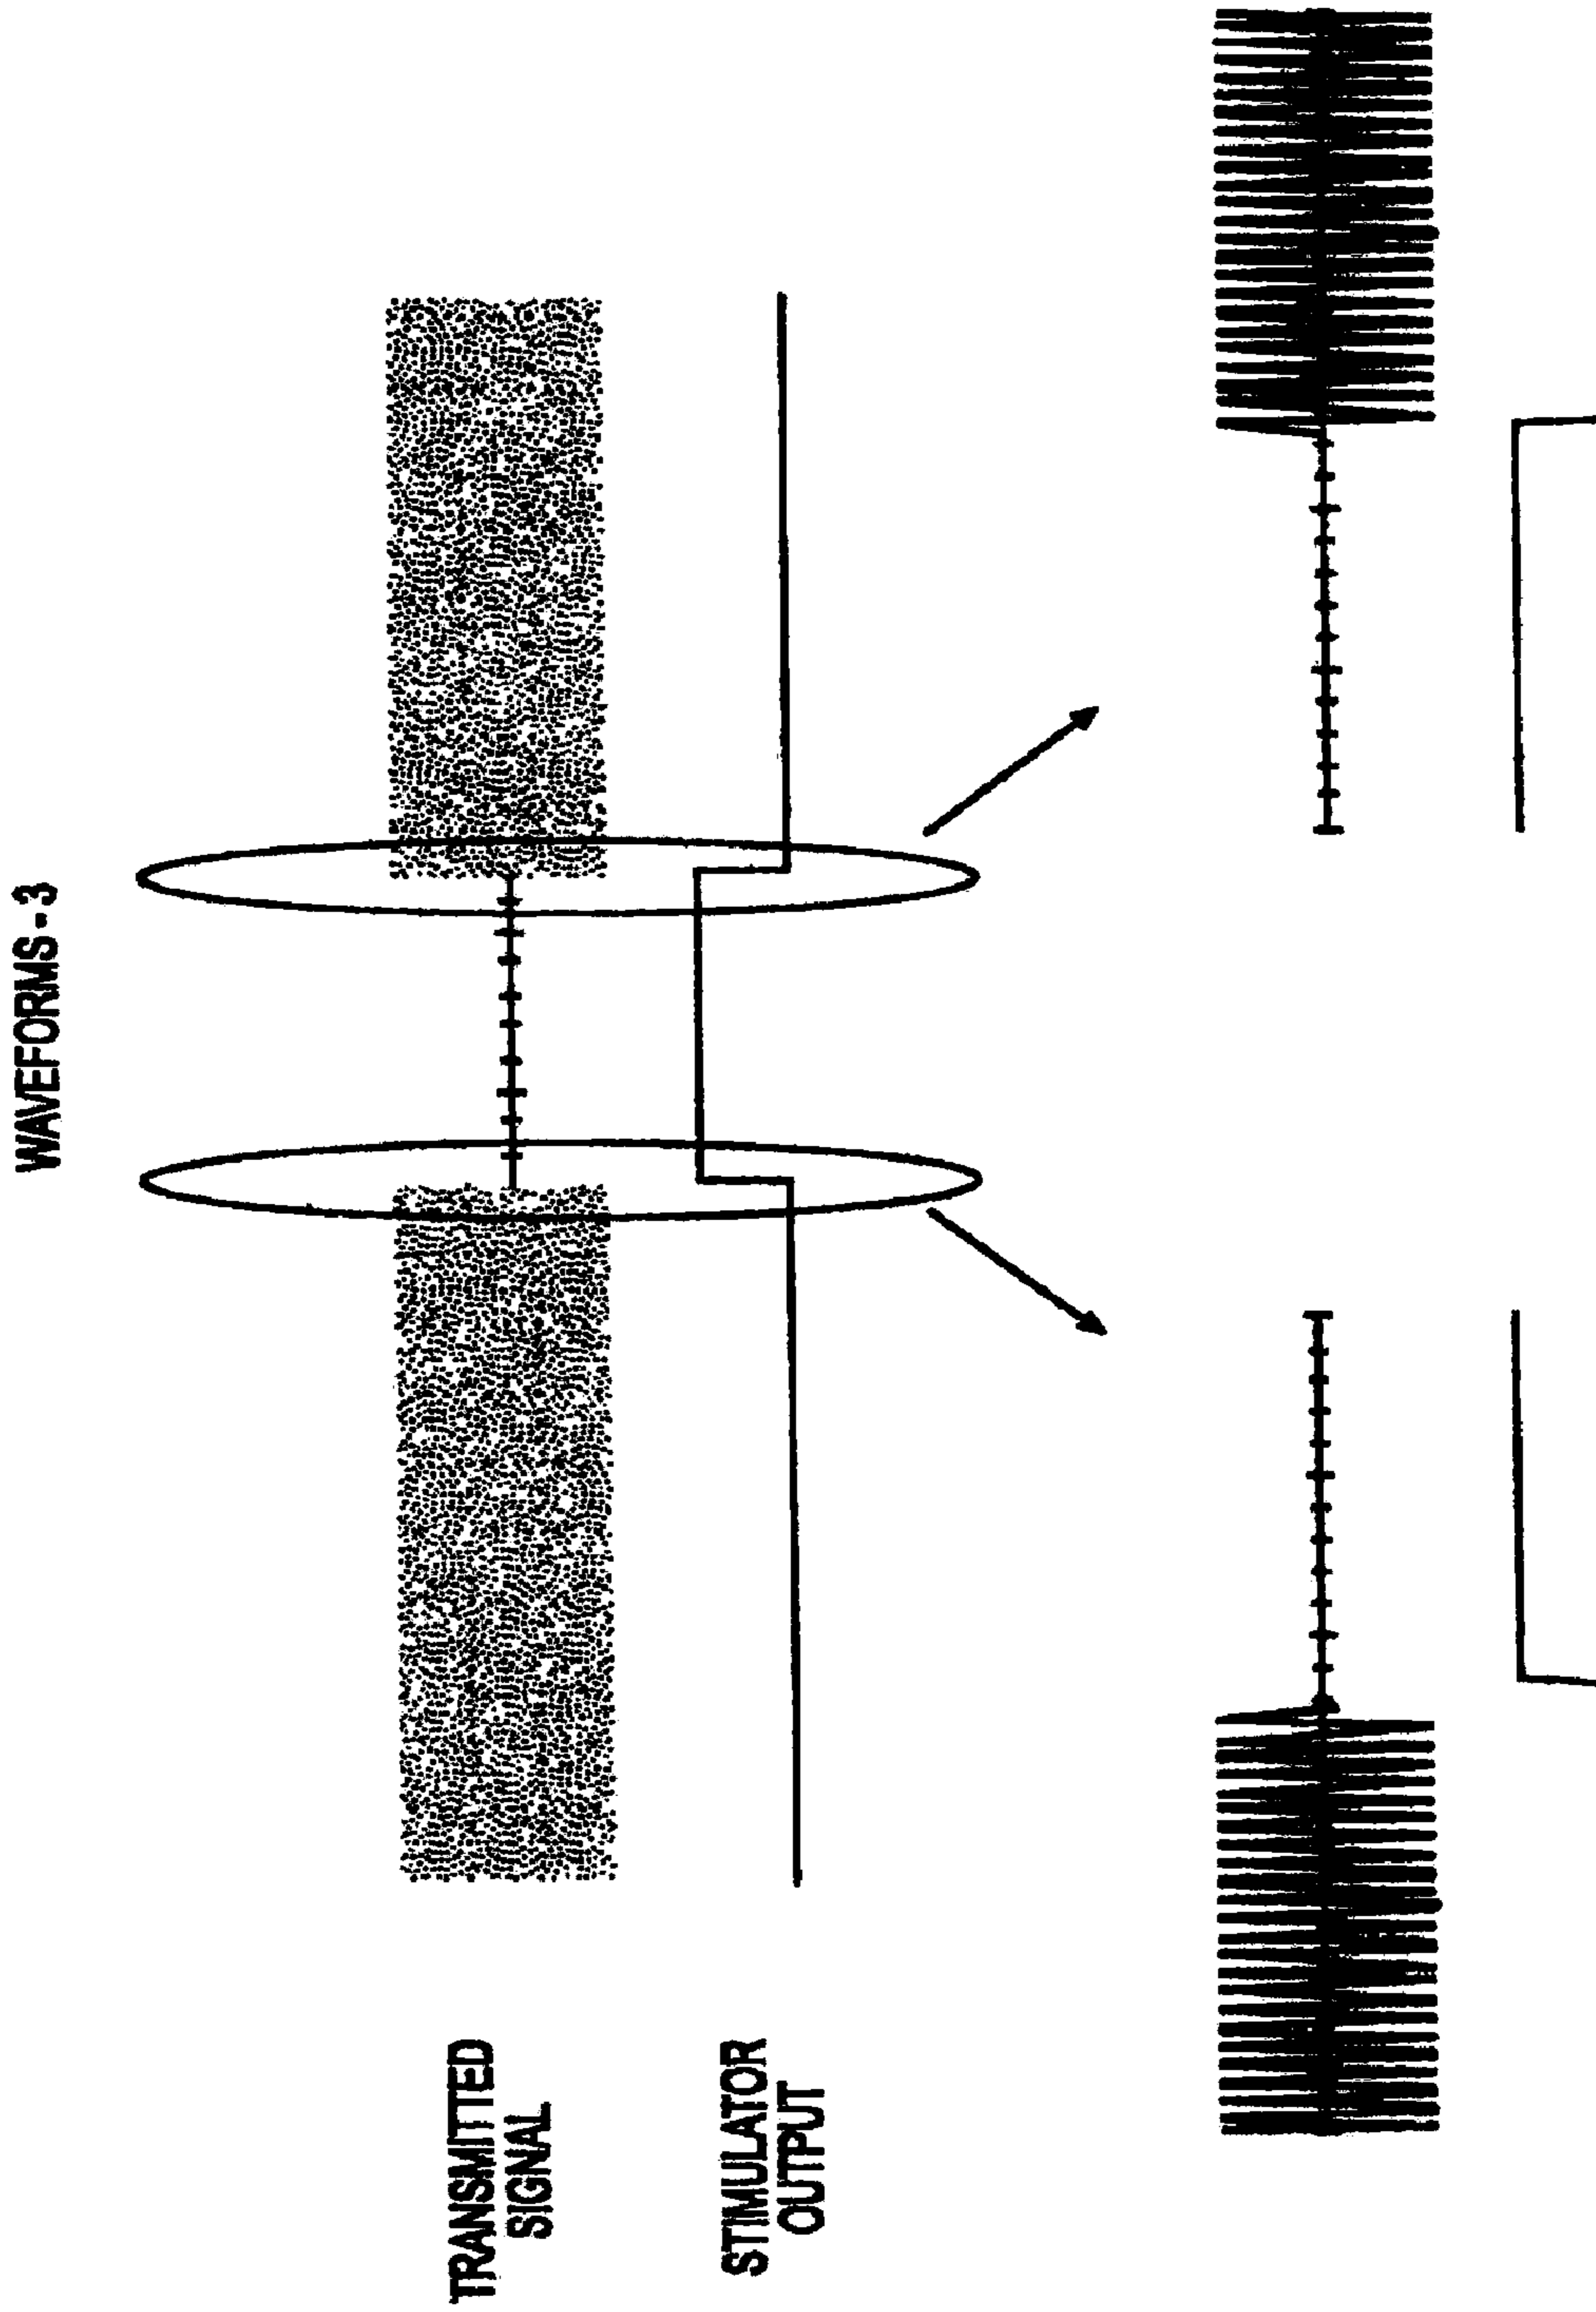 WAVEFORMS - 3
TRANSMITTED
SIGNAL
STIMULATOR
OUTPUT